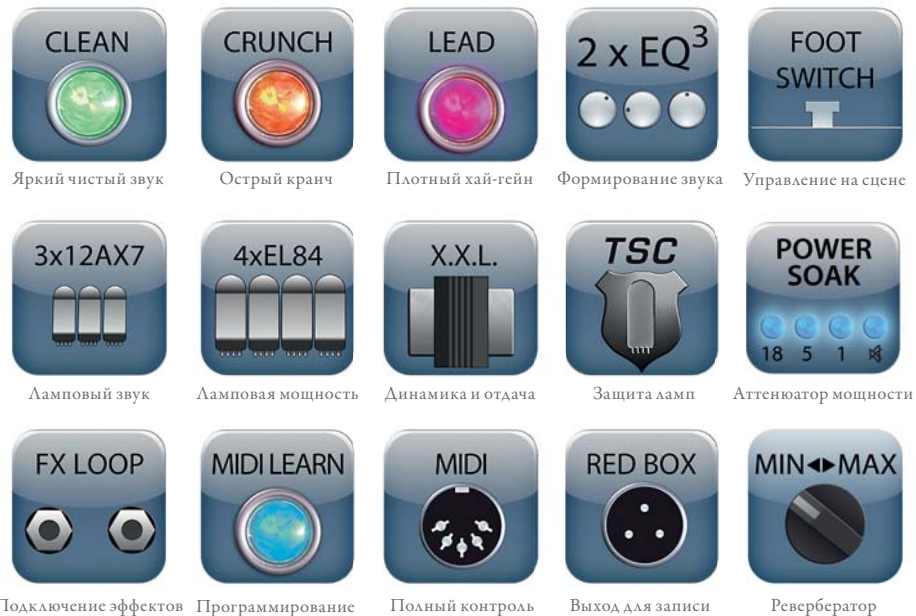 CLEAN
CRUNCH
LEAD
2 x EQ³
FOOT
SWITCH
Яркий чистый звук
Острый кранч
Плотный хай-гейн
Формирование звука
Управление на сцене
3x12AX7
4xEL84
X.X.L.
TSC
POWER
SOAK
18 5 1
Ламповый звук
Ламповая мощность
Динамика и отдача
Защита ламп
Аттенюатор мощности
FX LOOP
MIDI LEARN
MIDI
RED BOX
MIN◄►MAX
Подключение эффектов
Программирование
Полный контроль
Выход для записи
Ревербератор